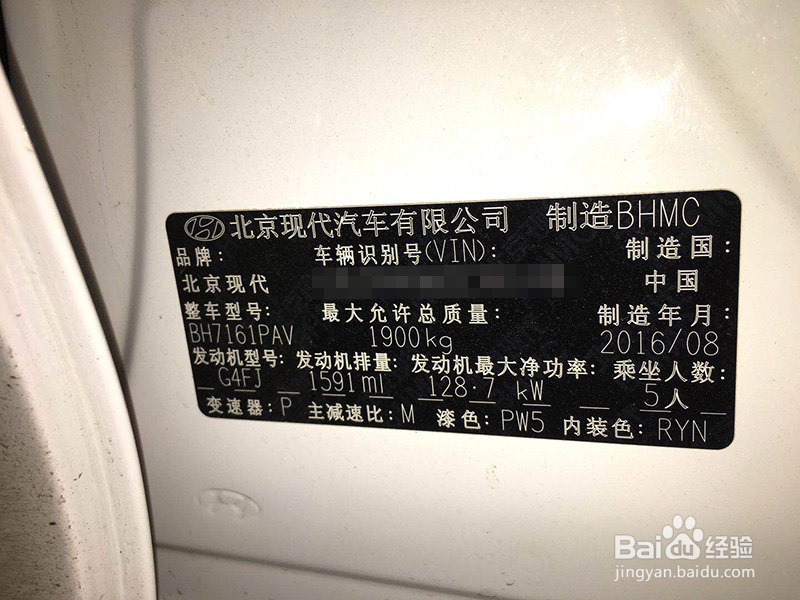 北京现代汽车有限公司 制造BHMC
品牌: 车辆识别号(VIN): 制造国:
北京现代 中国
整车型号: 最大允许总质量: 制造年月:
BH7161PAV 1900kg 2016/08
发动机型号: 发动机排量: 发动机最大净功率: 乘坐人数:
G4FJ 1591ml 128.7 kW 5人
变速器: P 主减速比: M 漆色: PW5 内装色: RYN
Baidu 经验
jingyan.baidu.com